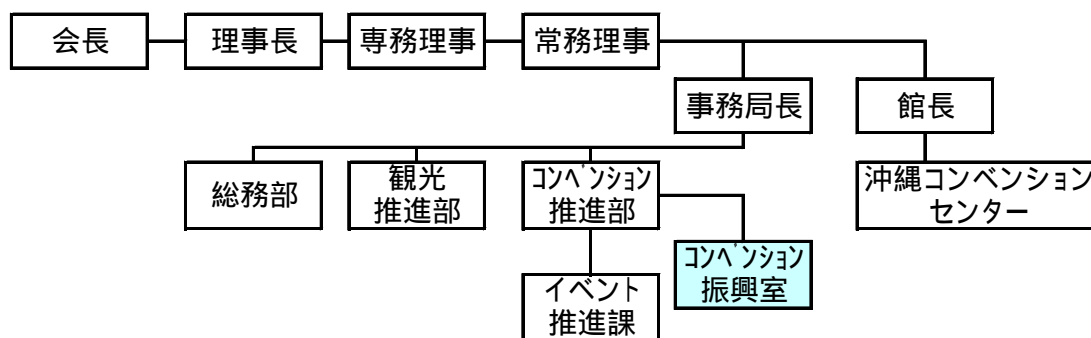 会長
理事長
専務理事
常務理事
事務局長
館長
総務部
観光
推進部
ｺﾝﾍﾞﾝｼｮﾝ
推進部
沖縄コンベンション
センター
イベント
推進課
ｺﾝﾍﾞﾝｼｮﾝ
振興室